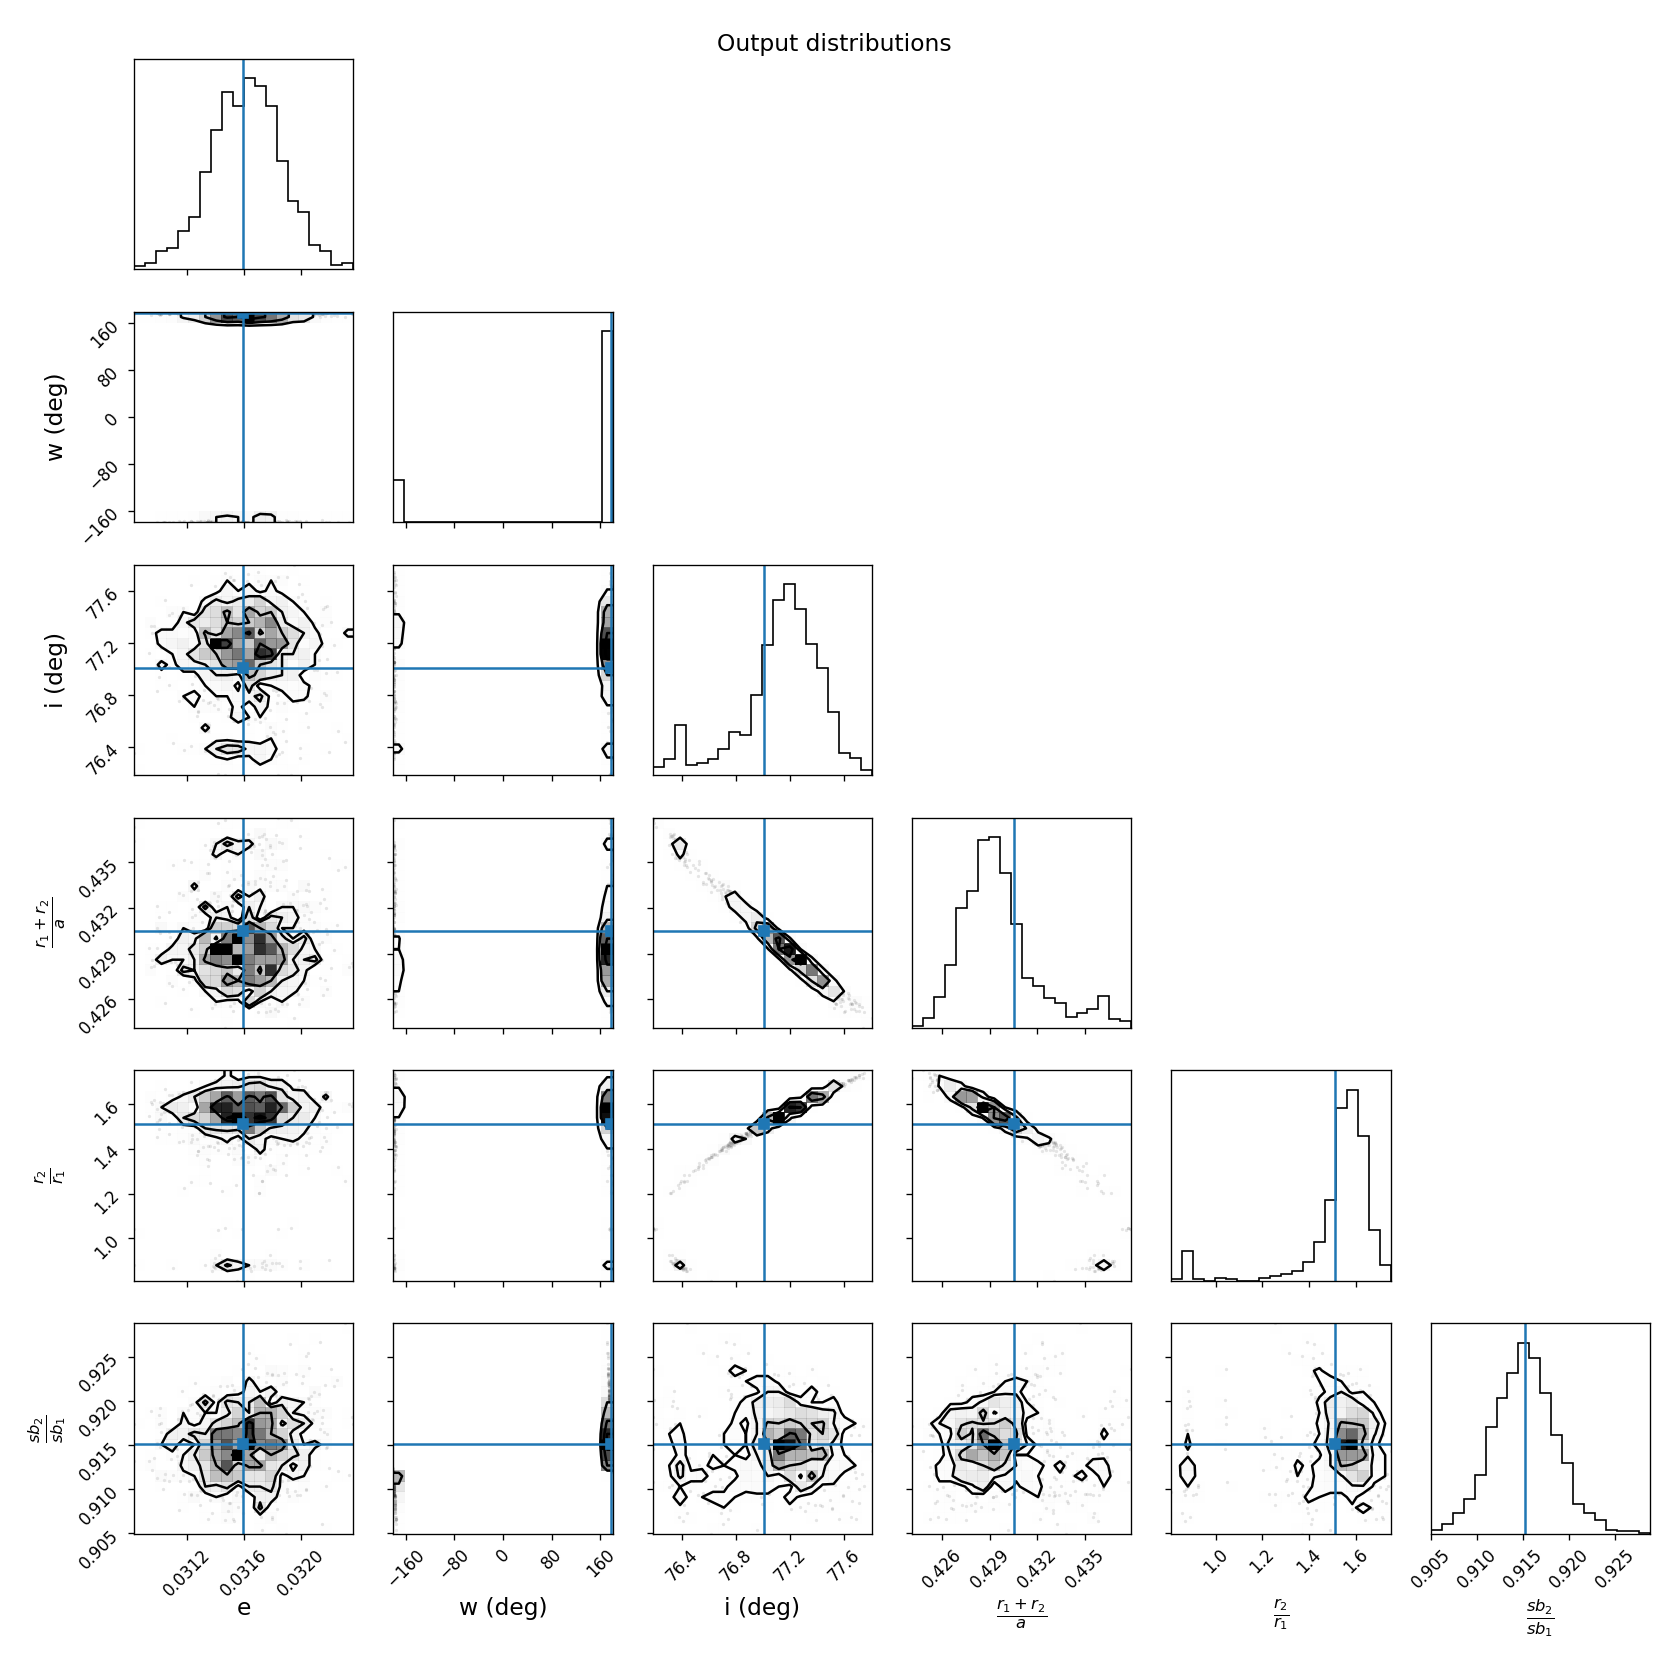 Output distributions
w (deg)
160
80
0
−80
−160
i (deg)
77.6
77.2
76.8
76.4
r1 + r2
a
0.435
0.432
0.429
0.426
r2
r1
1.6
1.4
1.2
1.0
sb2
sb1
0.925
0.920
0.915
0.910
0.905
0.0312 0.0316 0.0320 −160 −80 0 80 160 76.4 76.8 77.2 77.6 0.426 0.429 0.432 0.435 1.0 1.2 1.4 1.6 0.905 0.910 0.915 0.920 0.925
e w (deg) i (deg) r1 + r2 r2 sb2
a r1 sb1